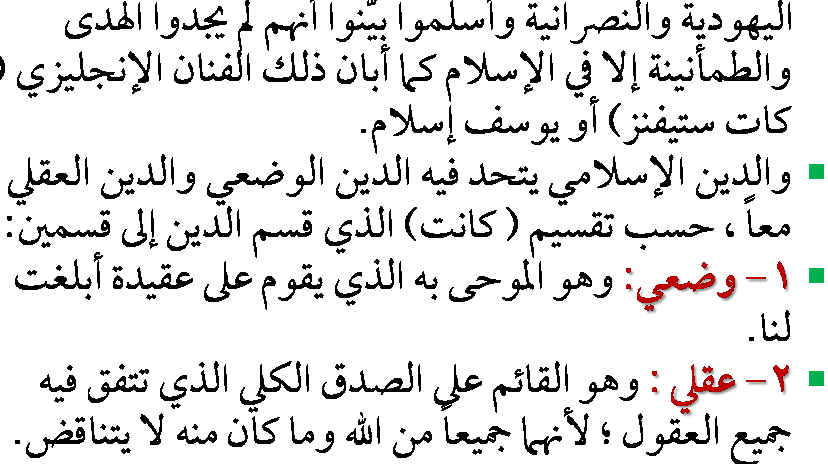 اليهودية والنصرانية وأسلموا بيّنوا أنهم لم يجدوا الهدى
والطمأنينة إلا في الإسلام كما أبان ذلك الفنان الإنجليزي (
كات ستيفنز) أو يوسف إسلام.
والدين الإسلامي يتحد فيه الدين الوضعي والدين العقلي
معاً ، حسب تقسيم (كانت) الذي قسم الدين إلى قسمين:
١– وضعي: وهو الموحى به الذي يقوم على عقيدة أبلغت
لنا.
٢– عقلي : وهو القائم على الصدق الكلي الذي تتفق فيه
جميع العقول ؛ لأنهما جميعاً من الله وما كان منه لا يتناقض.